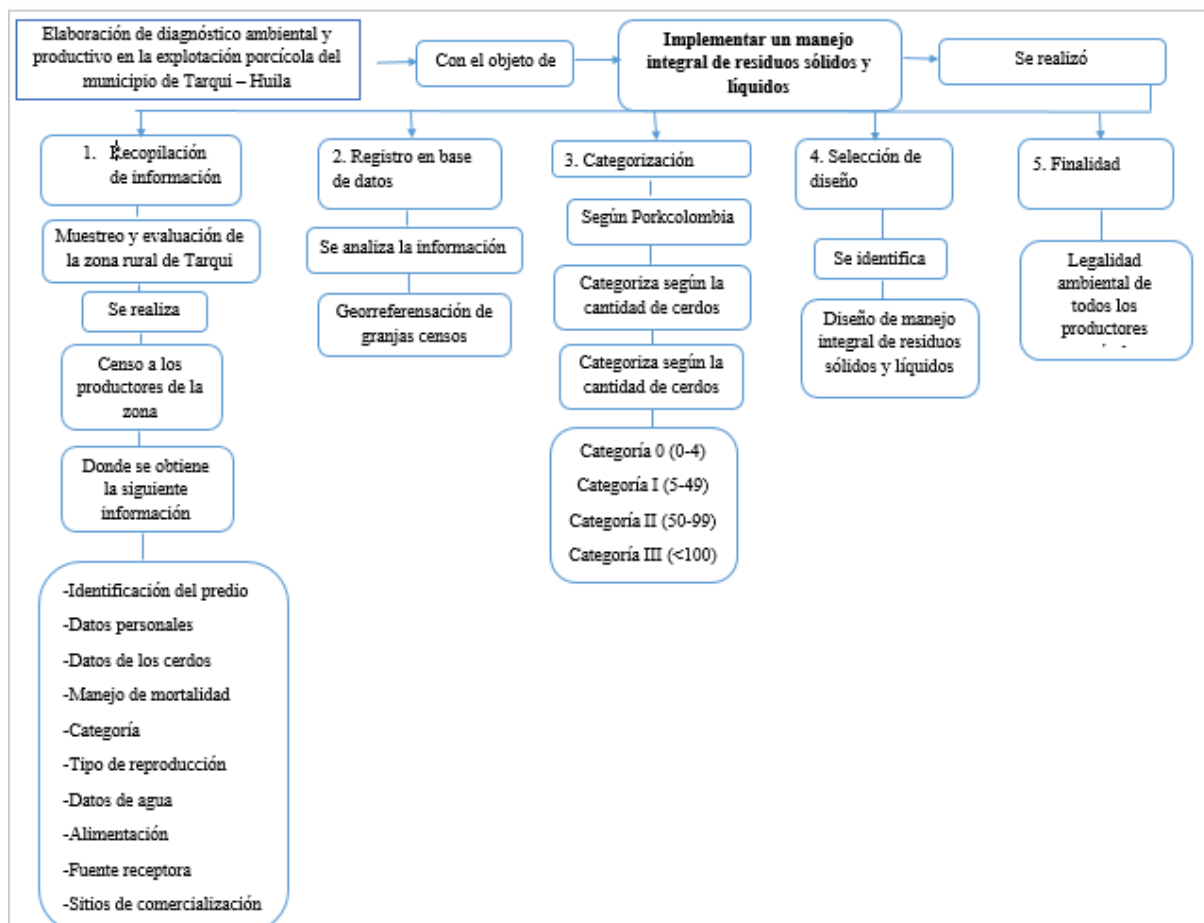 Elaboración de diagnóstico ambiental y
productivo en la explotación porcícola del
municipio de Tarqui – Huila
Con el objeto de
Implementar un manejo
integral de residuos sólidos y
líquidos
Se realizó
1. Recopilación
de información
Muestreo y evaluación de
la zona rural de Tarqui
Se realiza
Censo a los
productores de la
zona
Donde se obtiene
la siguiente
información
-Identificación del predio
-Datos personales
-Datos de los cerdos
-Manejo de mortalidad
-Categoría
-Tipo de reproducción
-Datos de agua
-Alimentación
-Fuente receptora
-Sitios de comercialización
2. Registro en base
de datos
Se analiza la información
Georreferensación de
granjas censos
3. Categorización
Según Porkcolombia
Categoriza según la
cantidad de cerdos
Categoriza según la
cantidad de cerdos
Categoría 0 (0-4)
Categoría I (5-49)
Categoría II (50-99)
Categoría III (<100)
4. Selección de
diseño
Se identifica
Diseño de manejo
integral de residuos
sólidos y líquidos
5. Finalidad
Legalidad
ambiental de
todos los
productores